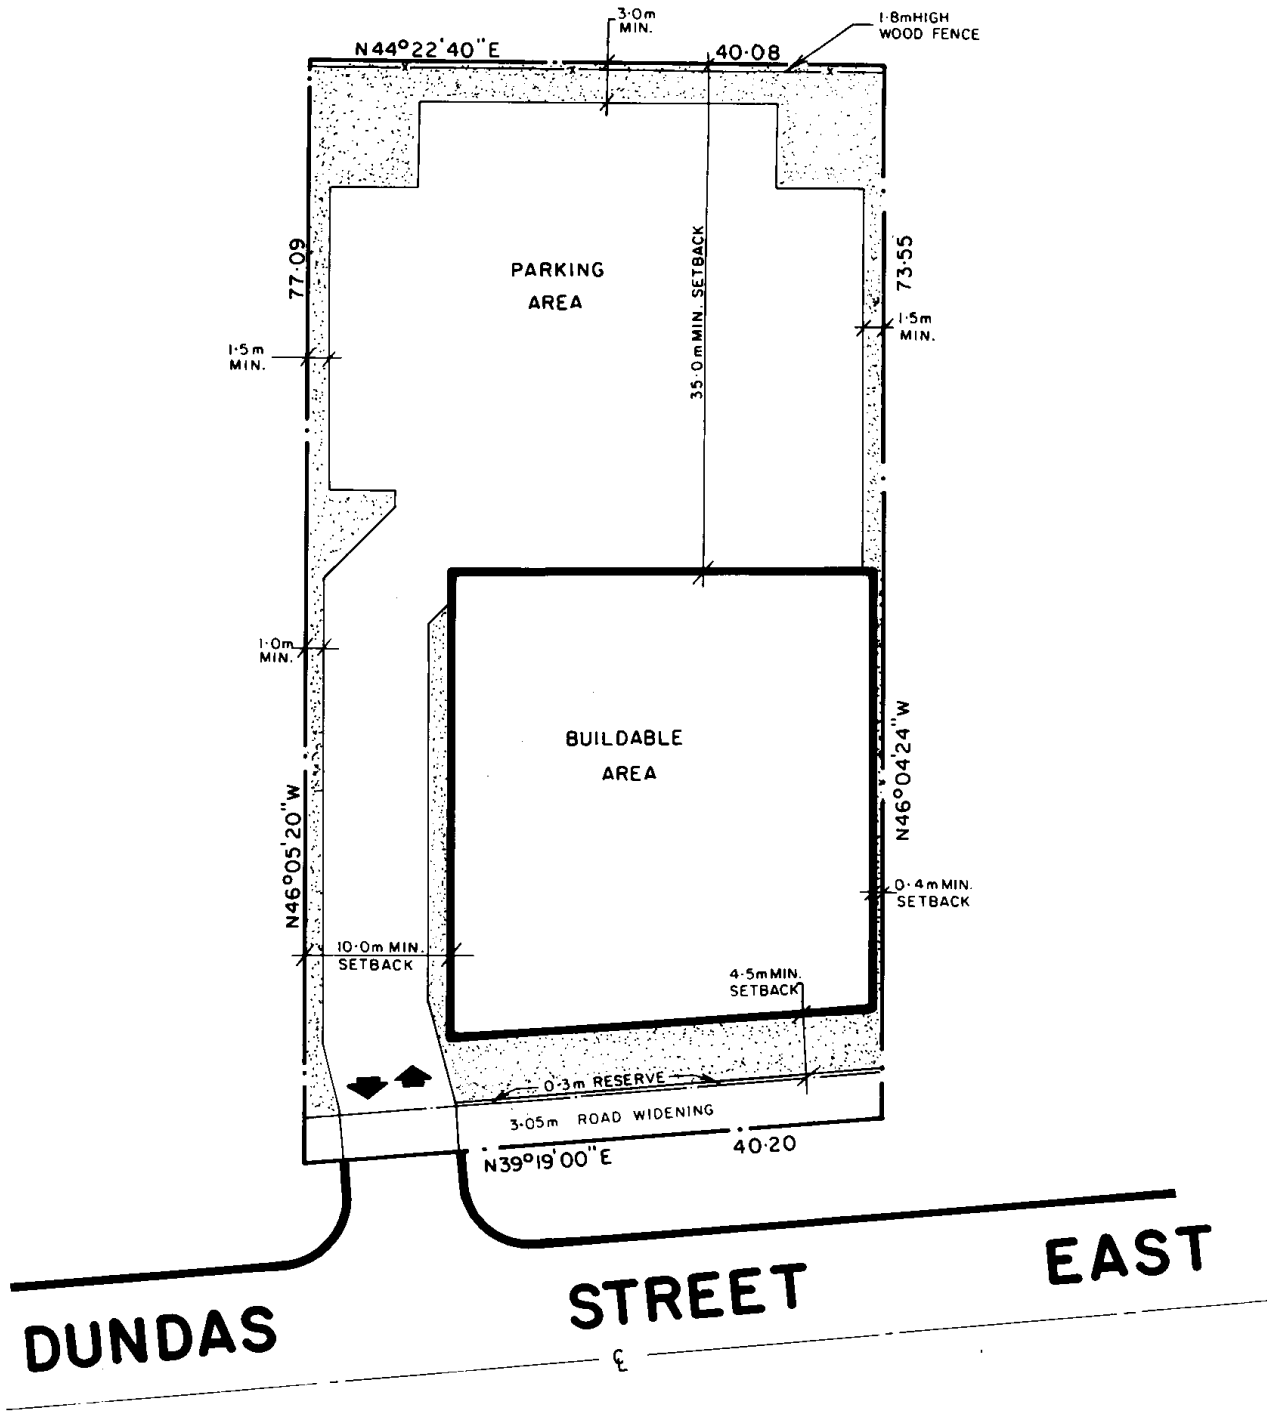 3.0m
MIN.
1.8m HIGH
WOOD FENCE
N44°22'40"E
40.08
77.09
73.55
PARKING
AREA
35.0m MIN. SETBACK
1.5m
MIN.
1.5m
MIN.
1.0m
MIN.
BUILDABLE
AREA
N46°05'20"W
N46°04'24"W
0.4m MIN.
SETBACK
10.0m MIN.
SETBACK
4.5m MIN.
SETBACK
0.3m RESERVE
3.05m ROAD WIDENING
N39°19'00"E
40.20
DUNDAS STREET EAST